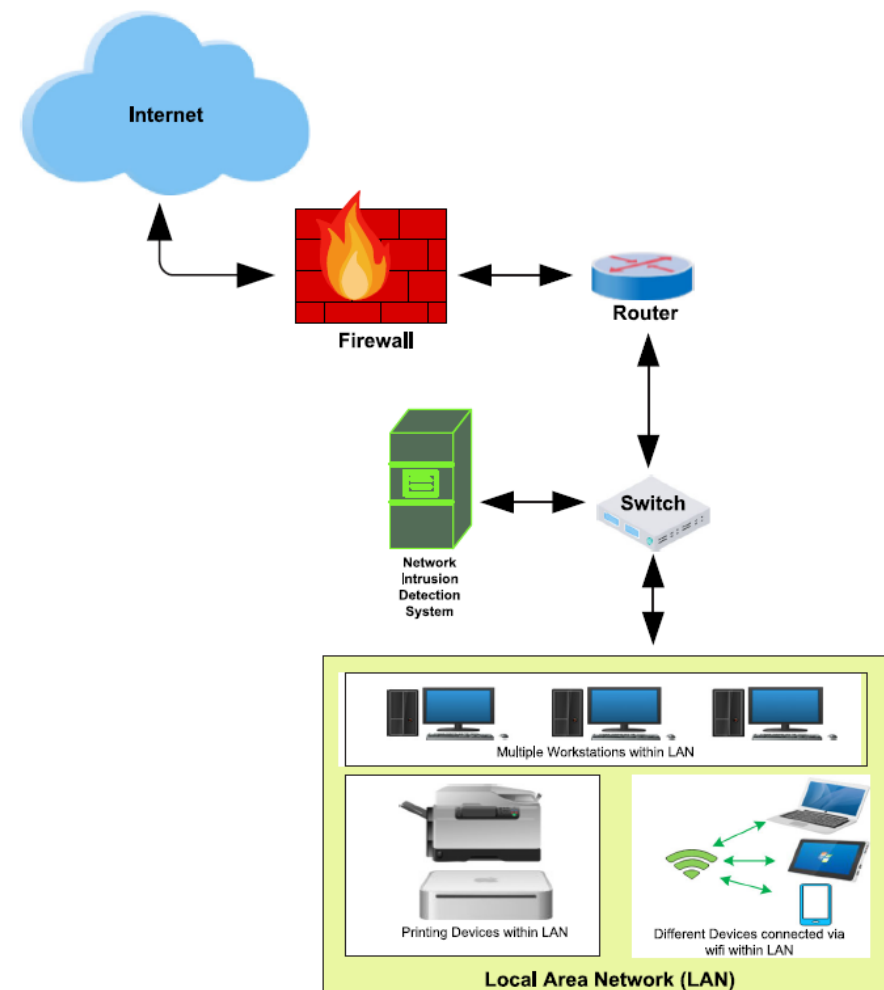 Internet
Firewall
Router
Switch
Network
Intrusion
Detection
System
Multiple Workstations within LAN
Printing Devices within LAN
Different Devices connected via
wifi within LAN
Local Area Network (LAN)